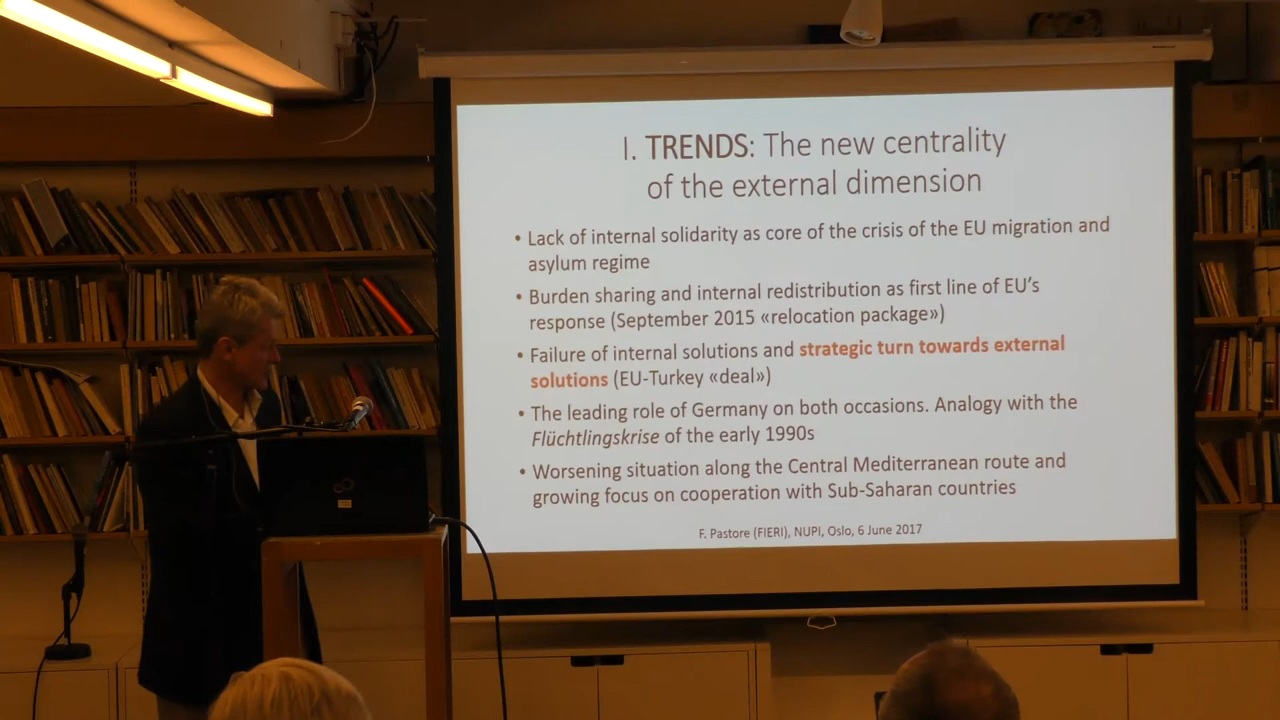 I. TRENDS: The new centrality
of the external dimension
• Lack of internal solidarity as core of the crisis of the EU migration and
asylum regime
• Burden sharing and internal redistribution as first line of EU's
response (September 2015 «relocation package»)
• Failure of internal solutions and strategic turn towards external
solutions (EU-Turkey «deal»)
• The leading role of Germany on both occasions. Analogy with the
Flüchtlingskrise of the early 1990s
• Worsening situation along the Central Mediterranean route and
growing focus on cooperation with Sub-Saharan countries
F. Pastore (FIERI), NUPI, Oslo, 6 June 2017